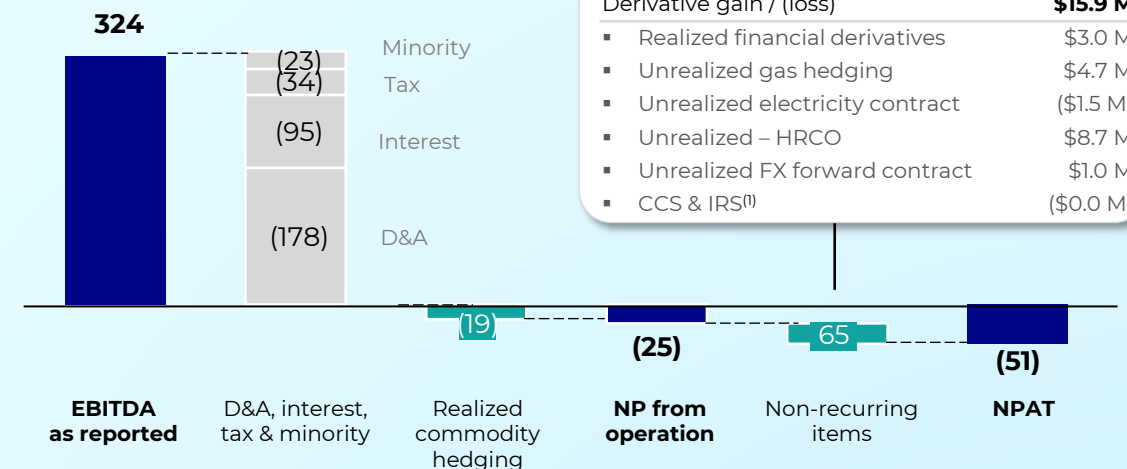 324
(23)
Minority
(34)
Tax
(95)
Interest
(178)
D&A
Derivative gain / (loss) $15.9 M
▪ Realized financial derivatives $3.0 M
▪ Unrealized gas hedging $4.7 M
▪ Unrealized electricity contract ($1.5 M
▪ Unrealized – HRCO $8.7 M
▪ Unrealized FX forward contract $1.0 M
▪ CCS & IRS(1) ($0.0 M
(19)
(25)
65
(51)
EBITDA
as reported
D&A, interest,
tax & minority
Realized
commodity
hedging
NP from
operation
Non-recurring
items
NPAT